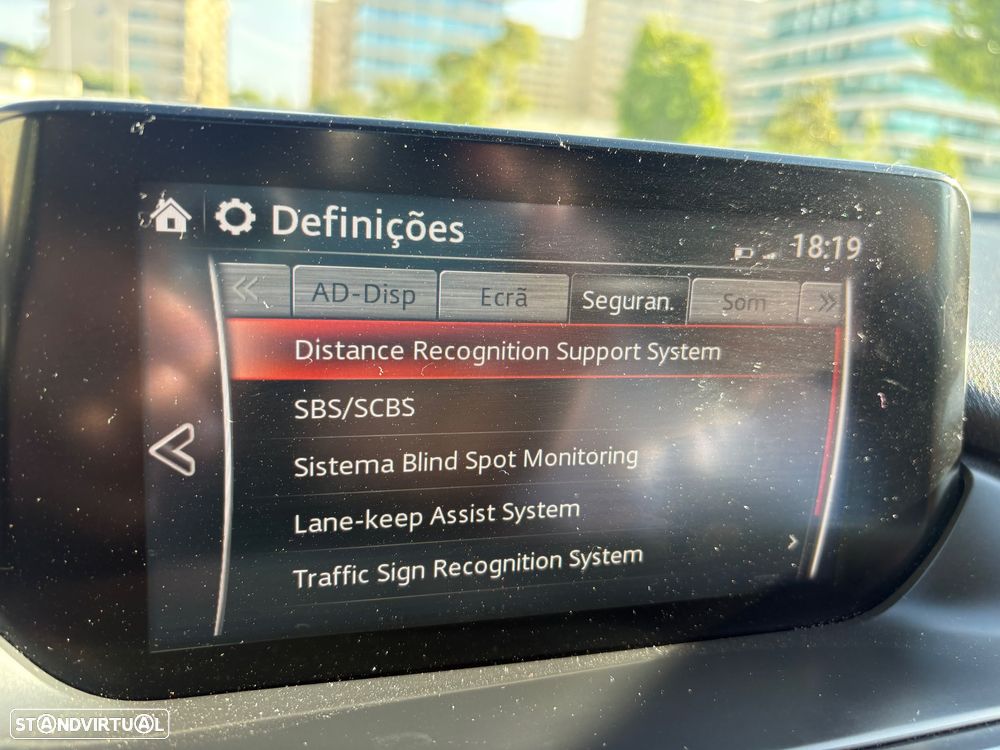 Definições
18:19
AD-Disp Ecrã Seguran. Som
Distance Recognition Support System
SBS/SCBS
Sistema Blind Spot Monitoring
Lane-keep Assist System
Traffic Sign Recognition System
STANDVIRTUAL